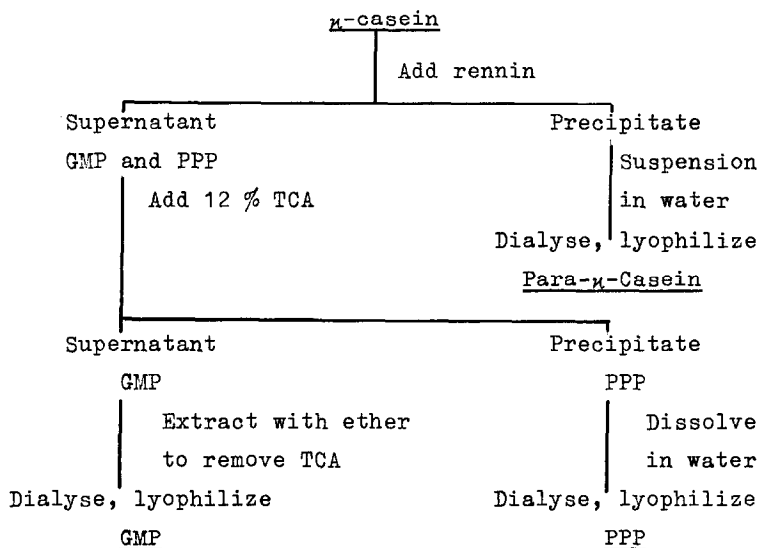 ϰ-casein
Add rennin
Supernatant Precipitate
GMP and PPP Suspension
Add 12 % TCA in water
Dialyse, lyophilize
Para-ϰ-Casein
Supernatant Precipitate
GMP PPP
Extract with ether Dissolve
to remove TCA in water
Dialyse, lyophilize Dialyse, lyophilize
GMP PPP